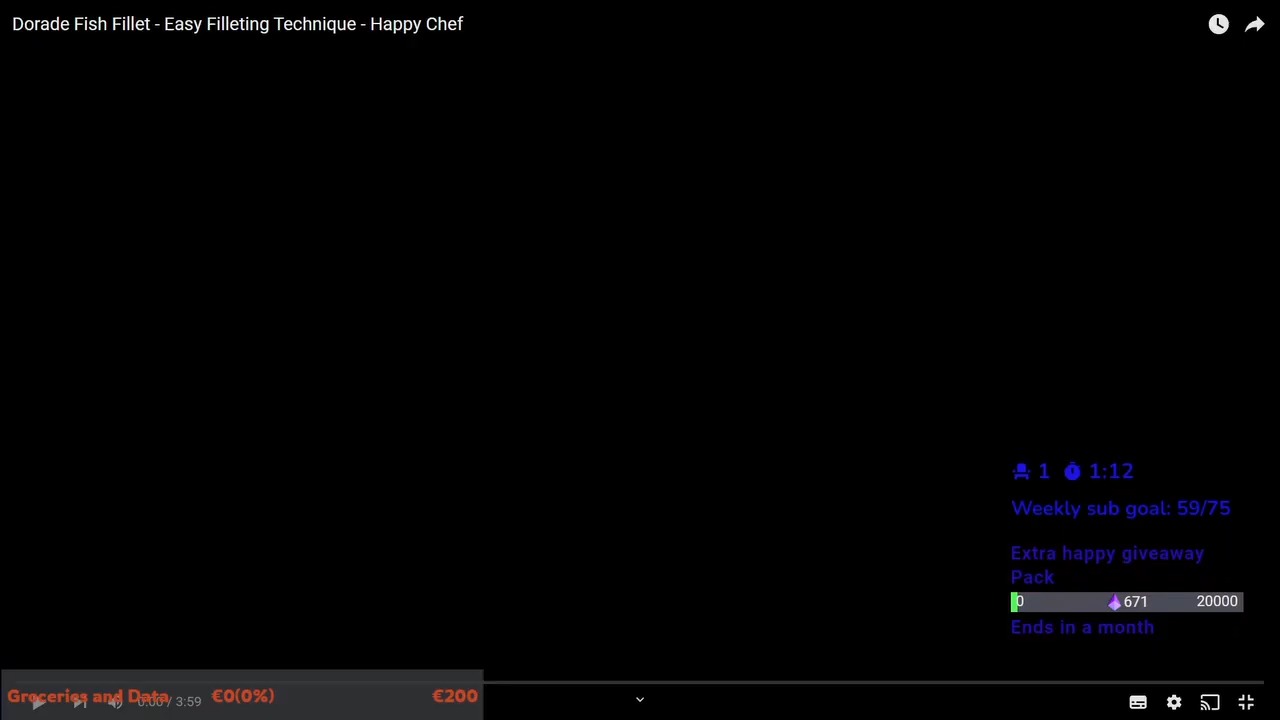 Dorade Fish Fillet - Easy Filleting Technique - Happy Chef
1 1:12
Weekly sub goal: 59/75
Extra happy giveaway
Pack
0 671 20000
Ends in a month
Groceries and Data €0(0%) €200
0:00 / 3:59